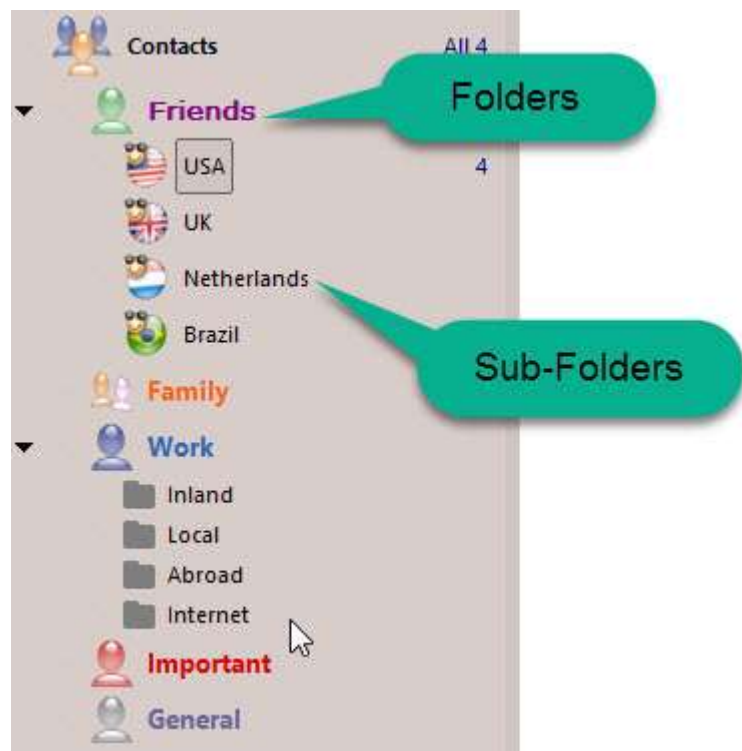 Contacts All 4
Friends
Folders
USA 4
UK
Netherlands
Brazil
Sub-Folders
Family
Work
Inland
Local
Abroad
Internet
Important
General